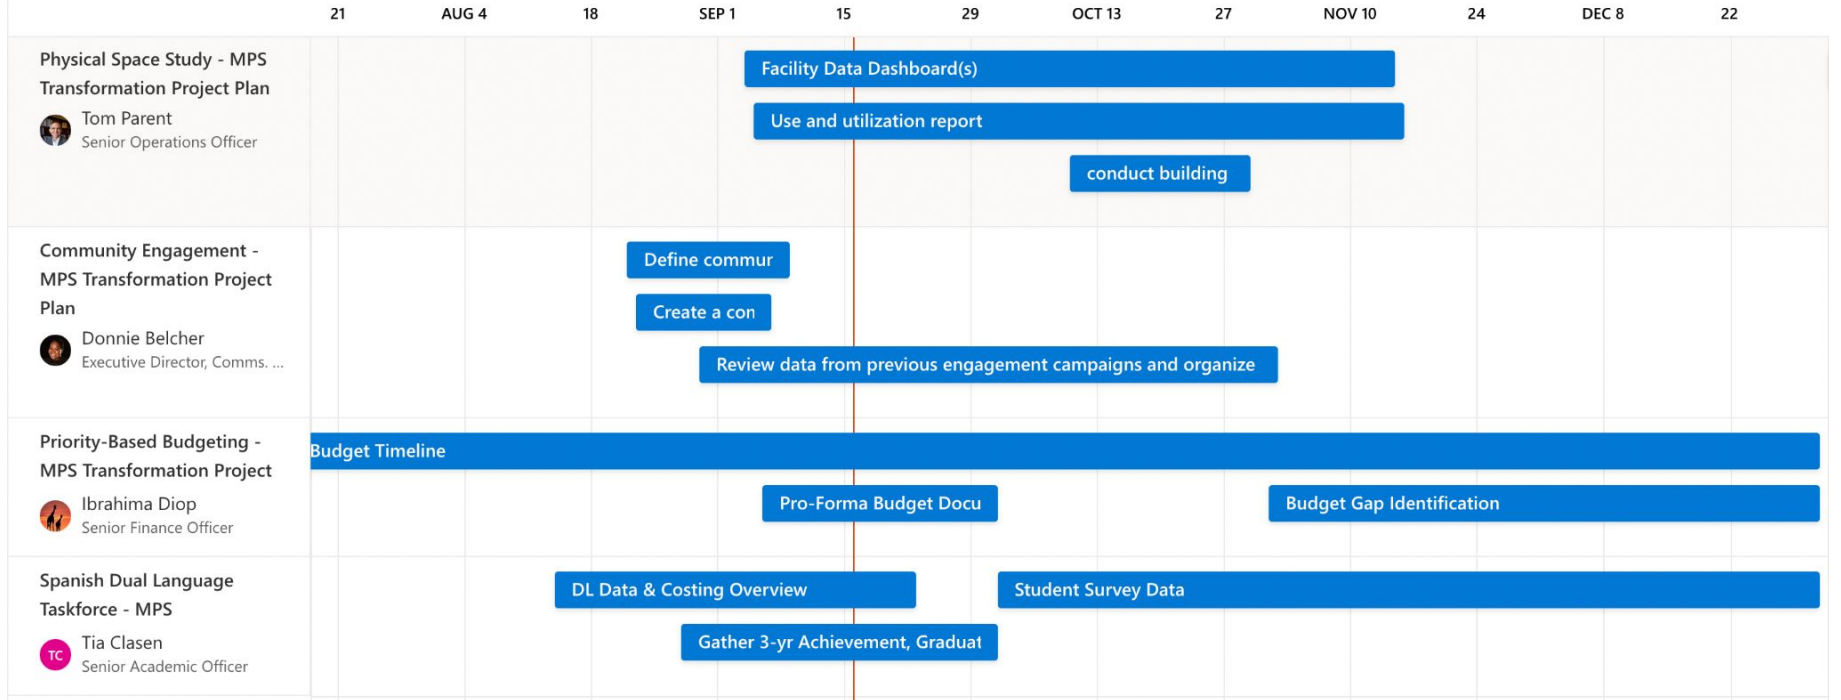 21 AUG 4 18 SEP 1 15 29 OCT 13 27 NOV 10 24 DEC 8 22
Physical Space Study - MPS
Transformation Project Plan
Tom Parent
Senior Operations Officer
Facility Data Dashboard(s)
Use and utilization report
conduct building
Community Engagement -
MPS Transformation Project
Plan
Donnie Belcher
Executive Director, Comms. ...
Define commur
Create a con
Review data from previous engagement campaigns and organize
Priority-Based Budgeting -
MPS Transformation Project
Ibrahima Diop
Senior Finance Officer
Budget Timeline
Pro-Forma Budget Docu
Budget Gap Identification
Spanish Dual Language
Taskforce - MPS
TC
Tia Clasen
Senior Academic Officer
DL Data & Costing Overview
Student Survey Data
Gather 3-yr Achievement, Graduat